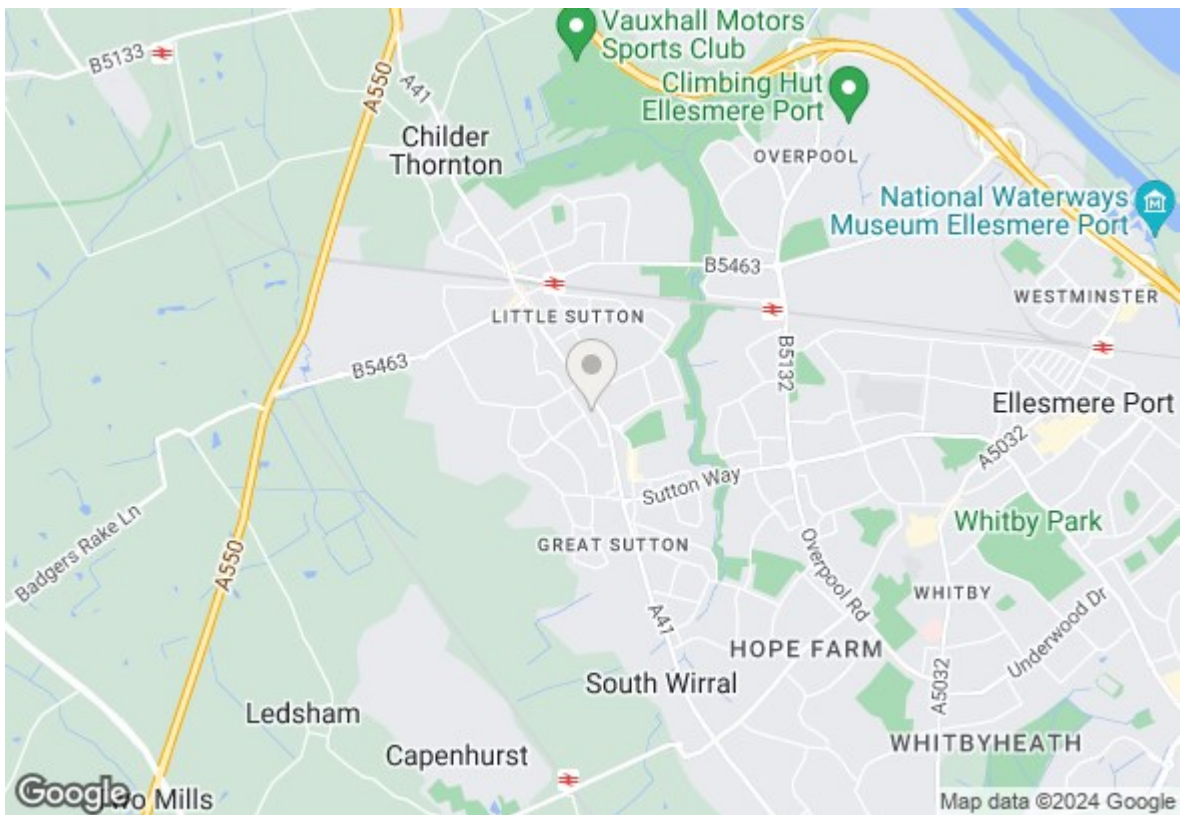 Vauxhall Motors
Sports Club
B5133
A550
A41
Climbing Hut
Ellesmere Port
Childer
Thornton
OVERPOOL
National Waterways
Museum Ellesmere Port
B5463
WESTMINSTER
LITTLE SUTTON
B5463
B5132
Ellesmere Port
A5032
Sutton Way
Whitby Park
Badgers Rake Ln
A550
GREAT SUTTON
Overpool Rd
WHITBY
Underwood Dr
A41
HOPE FARM
South Wirral
A5032
Ledsham
WHITBYHEATH
Capenhurst
Google
Two Mills
Map data ©2024 Google